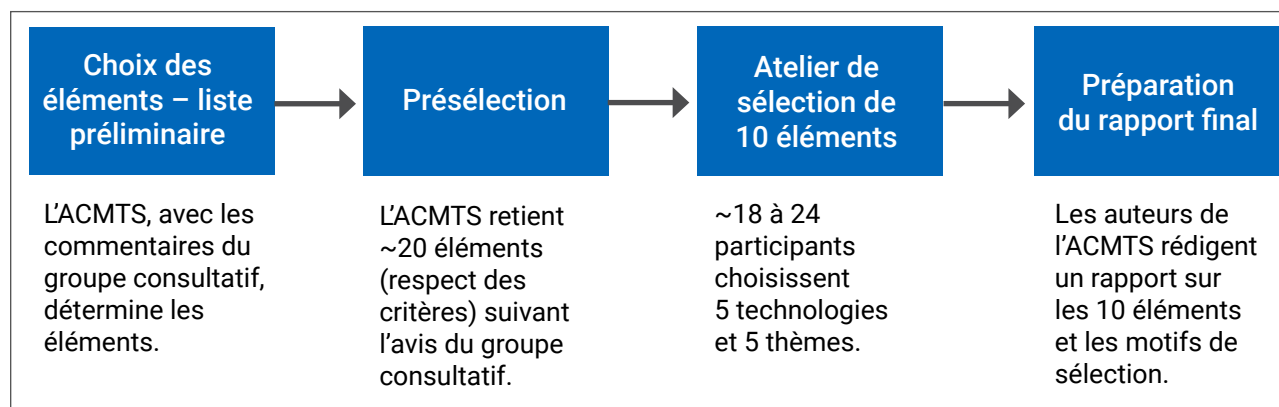 Choix des
éléments – liste
préliminaire
L’ACMTS, avec les
commentaires du
groupe consultatif,
détermine les
éléments.
Présélection
L’ACMTS retient
~20 éléments
(respect des
critères) suivant
l’avis du groupe
consultatif.
Atelier de
sélection de
10 éléments
~18 à 24
participants
choisissent
5 technologies
et 5 thèmes.
Préparation
du rapport final
Les auteurs de
l’ACMTS rédigent
un rapport sur
les 10 éléments
et les motifs de
sélection.